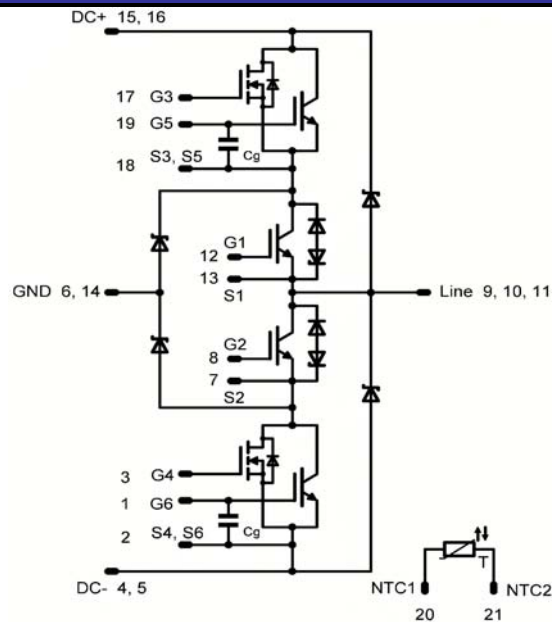 DC+ 15, 16
17 G3
19 G5
18 S3, S5 Cg
G1
12
13
S1
GND 6, 14
Line 9, 10, 11
G2
8
7
S2
3 G4
1 G6
2 S4, S6 Cg
DC- 4, 5
T
NTC1 NTC2
20 21